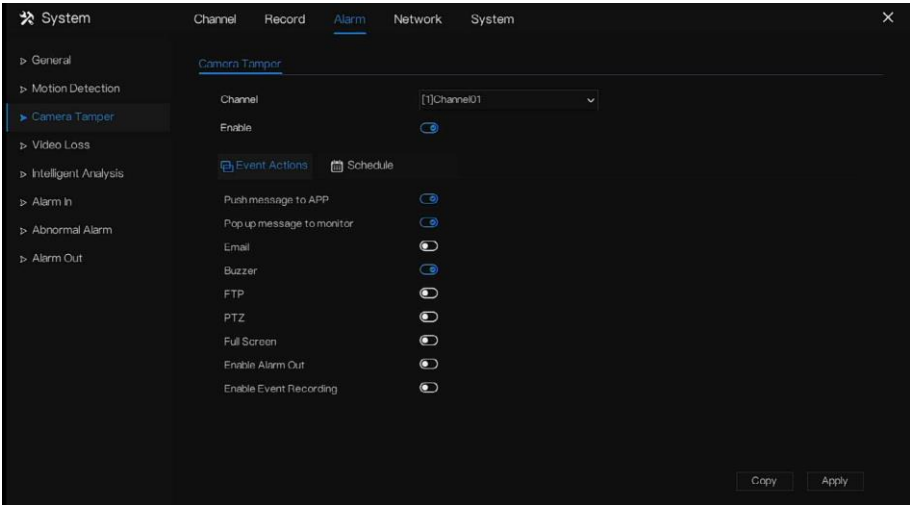 System Channel Record Alarm Network System
General
Motion Detection
Camera Tamper
Video Loss
Intelligent Analysis
Alarm In
Abnormal Alarm
Alarm Out
Camera Tamper
Channel [1]Channel01
Enable
Event Actions Schedule
Push message to APP
Pop up message to monitor
Email
Buzzer
FTP
PTZ
Full Screen
Enable Alarm Out
Enable Event Recording
Copy Apply